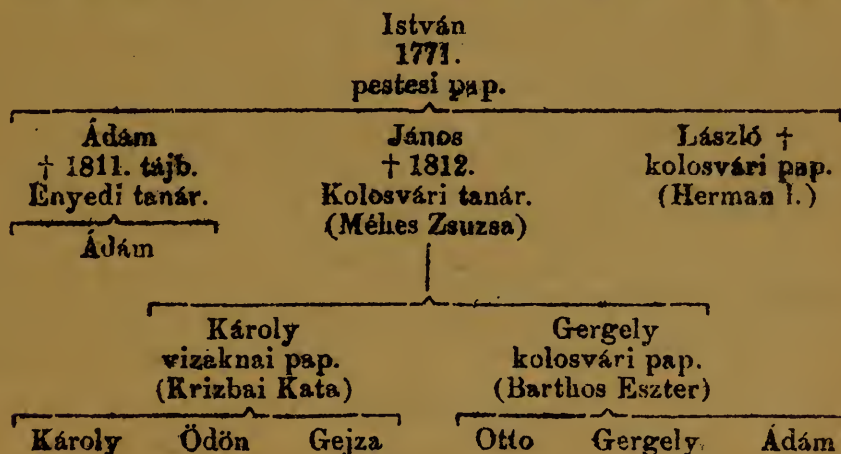 István
1771.
pestesi pap.
Ádám
† 1811. tájb.
Enyedi tanár.
János
† 1812.
Kolosvári tanár.
(Méhes Zsuzsa)
László †
kolosvári pap.
(Herman I.)
Ádám
Károly
vizaknai pap.
(Krizbai Kata)
Gergely
kolosvári pap.
(Barthos Eszter)
Károly Ödön Gejza Otto Gergely Ádám